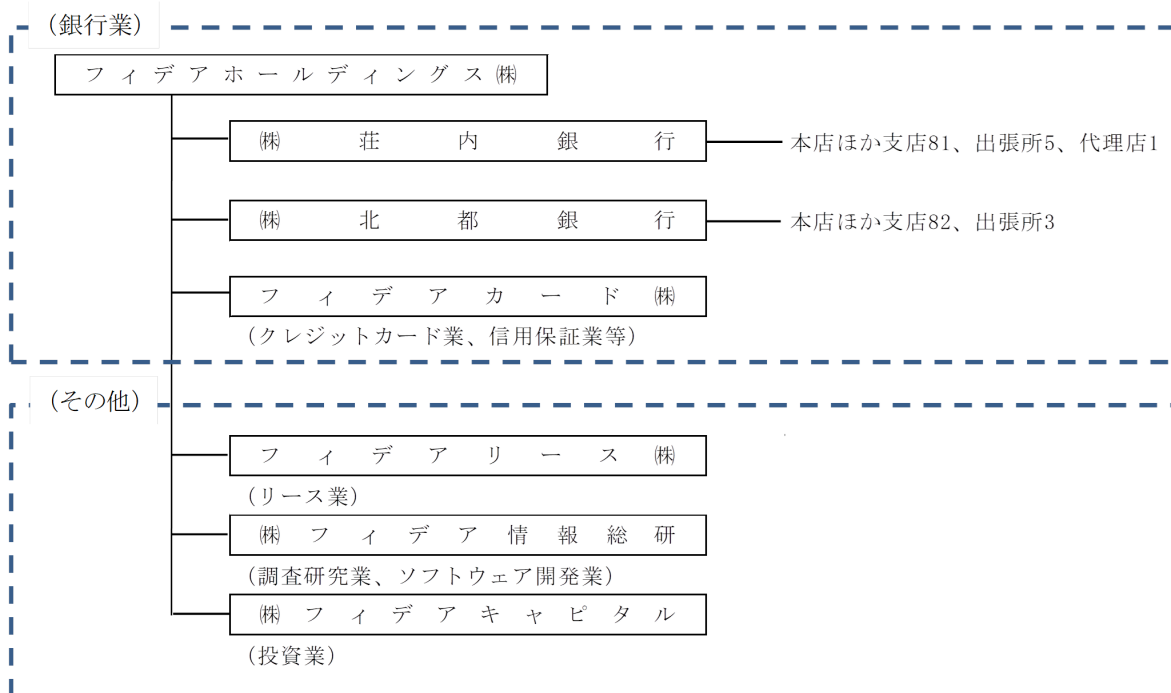 (銀行業)
フィデアホールディングス㈱
㈱荘内銀行 本店ほか支店81、出張所5、代理店1
㈱北都銀行 本店ほか支店82、出張所3
フィデアカード㈱
(クレジットカード業、信用保証業等)
(その他)
フィデアリース㈱
(リース業)
㈱フィデア情報総研
(調査研究業、ソフトウェア開発業)
㈱フィデアキャピタル
(投資業)